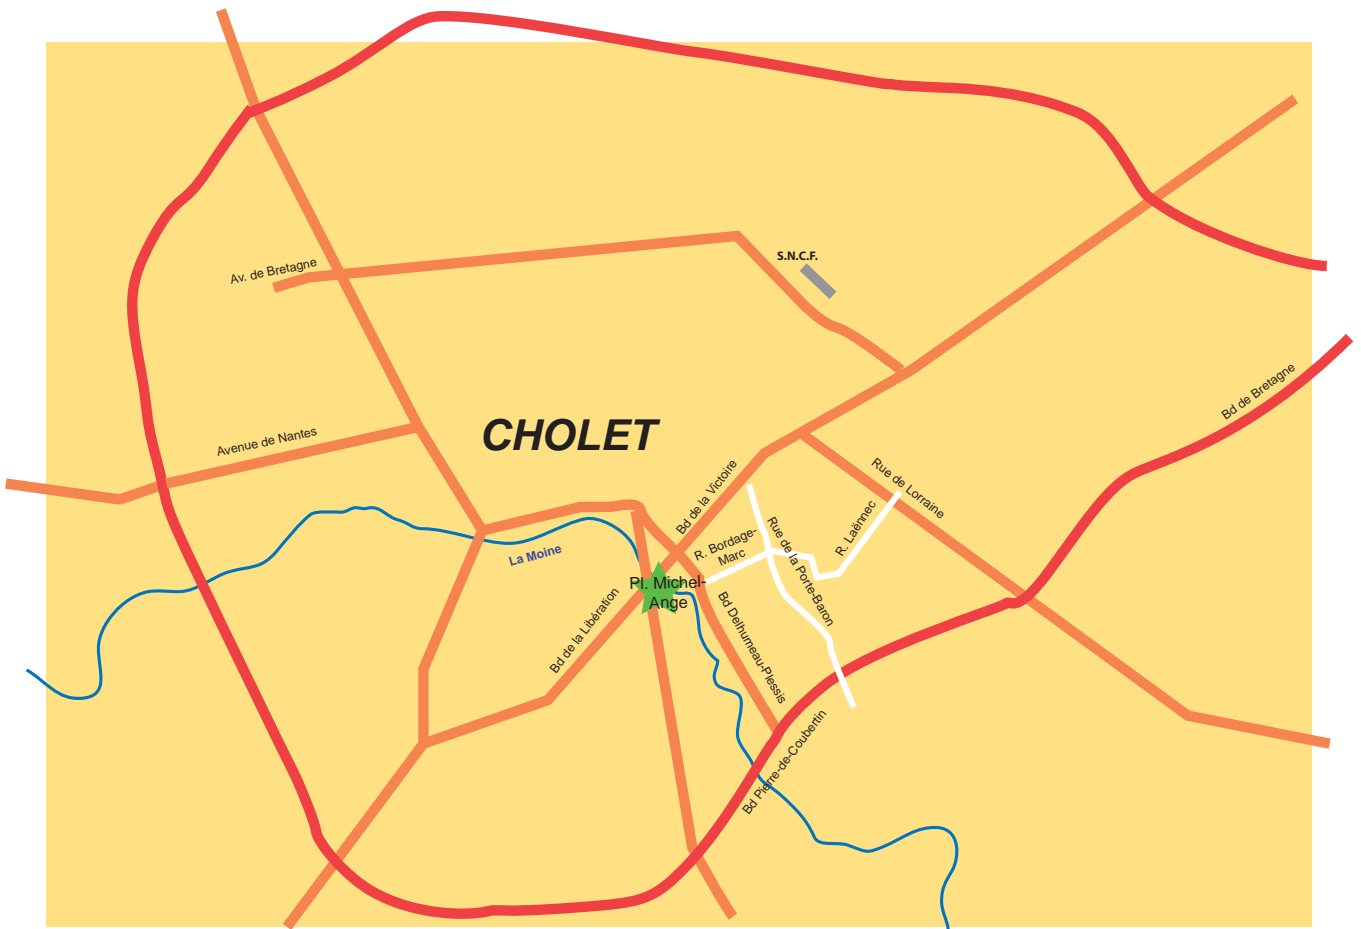 S.N.C.F.
Av. de Bretagne
Bd de Bretagne
CHOLET
Avenue de Nantes
Bd de la Victoire
Rue de Lorraine
R. Laënnec
R. Bordage-
Marc
Rue de la Porte-Baron
La Moine
Pl. Michel-
Ange
Bd de la Libération
Bd Delhumeau-Plessis
Bd Pierre-de-Coubertin